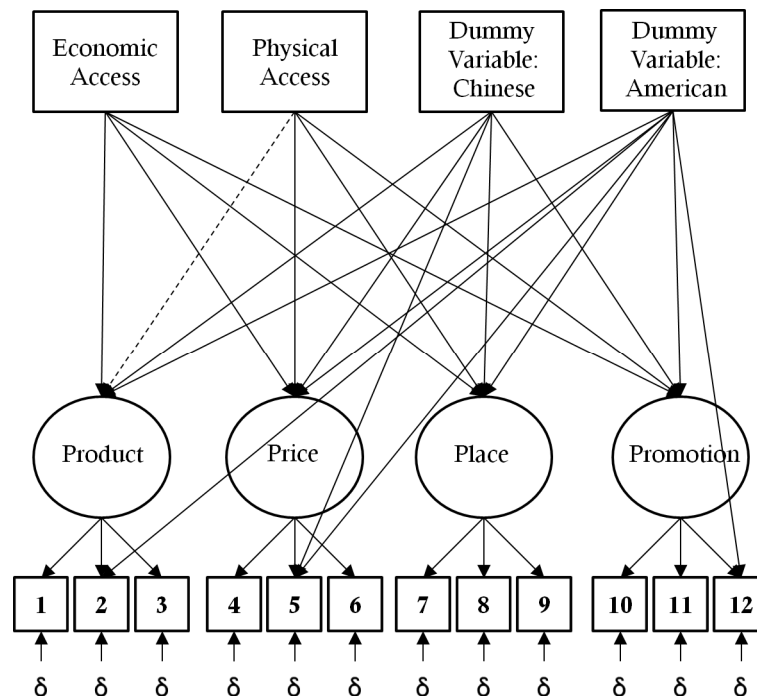 Economic
Access
Physical
Access
Dummy
Variable:
Chinese
Dummy
Variable:
American
Product
Price
Place
Promotion
1 2 3 4 5 6 7 8 9 10 11 12
δ δ δ δ δ δ δ δ δ δ δ δ